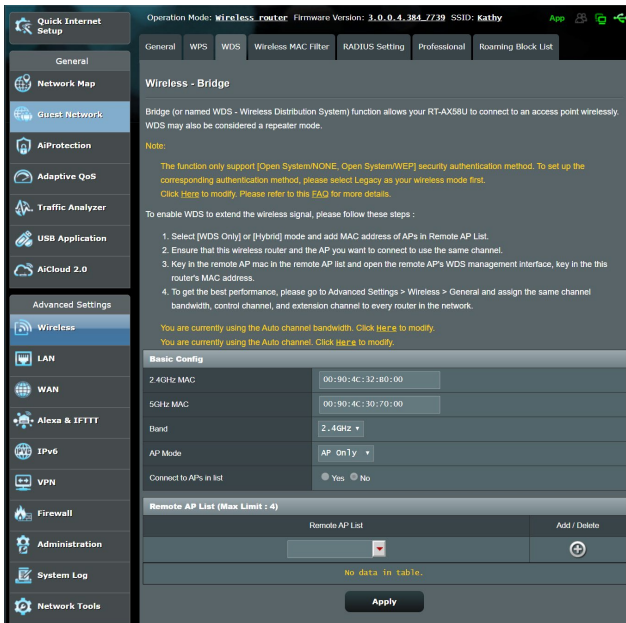 Quick Internet
Setup
Operation Mode: Wireless router Firmware Version: 3.0.0.4.384_7739 SSID: Kathy App
General WPS WDS Wireless MAC Filter RADIUS Setting Professional Roaming Block List
General
Network Map
Guest Network
AiProtection
Adaptive QoS
Traffic Analyzer
USB Application
AiCloud 2.0
Advanced Settings
Wireless
LAN
WAN
Alexa & IFTTT
IPv6
VPN
Firewall
Administration
System Log
Network Tools
Wireless - Bridge
Bridge (or named WDS - Wireless Distribution System) function allows your RT-AX58U to connect to an access point wirelessly.
WDS may also be considered a repeater mode.
Note:
The function only support [Open System/NONE, Open System/WEP] security authentication method. To set up the
corresponding authentication method, please select Legacy as your wireless mode first.
Click Here to modify. Please refer to this FAQ for more details.
To enable WDS to extend the wireless signal, please follow these steps :
1. Select [WDS Only] or [Hybrid] mode and add MAC address of APs in Remote AP List.
2. Ensure that this wireless router and the AP you want to connect to use the same channel.
3. Key in the remote AP mac in the remote AP list and open the remote AP's WDS management interface, key in the this
router's MAC address.
4. To get the best performance, please go to Advanced Settings > Wireless > General and assign the same channel
bandwidth, control channel, and extension channel to every router in the network.
You are currently using the Auto channel bandwidth. Click Here to modify.
You are currently using the Auto channel. Click Here to modify.
Basic Config
2.4GHz MAC 00:90:4C:32:B0:00
5GHz MAC 00:90:4C:30:70:00
Band 2.4GHz
AP Mode AP Only
Connect to APs in list Yes No
Remote AP List (Max Limit : 4)
Remote AP List Add / Delete
No data in table.
Apply